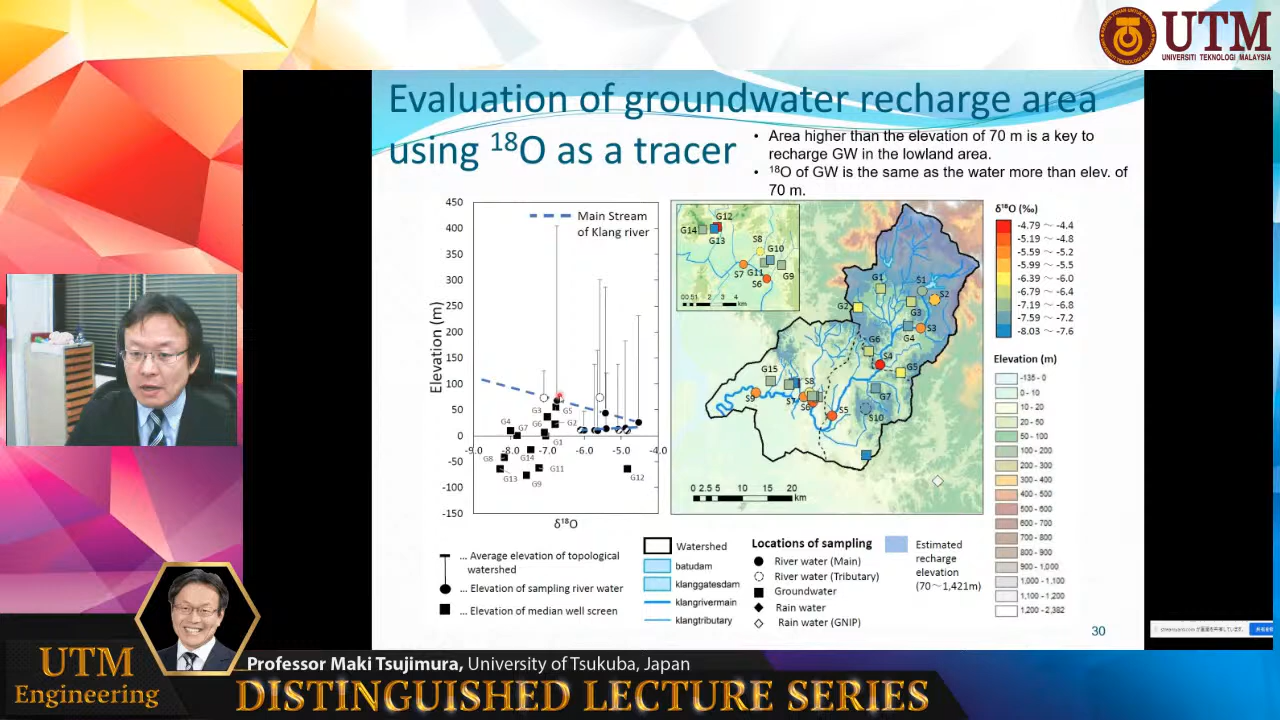 UTM
UNIVERSITI TEKNOLOGI MALAYSIA
Evaluation of groundwater recharge area
using ¹⁸O as a tracer
• Area higher than the elevation of 70 m is a key to
recharge GW in the lowland area.
• ¹⁸O of GW is the same as the water more than elev. of
70 m.
Main Stream
of Klang river
Elevation (m)
450
400
350
300
250
200
150
100
50
0
-50
-100
-150
-9.0 -8.0 -7.0 -6.0 -5.0 -4.0
δ¹⁸O
G3 G5
G4 G7 G6 G2
G1
G8 G14
G13 G11
G9
G12
G12
G14
G13
S8
G10
S7 G11 G9
S6
0 0.5 1 2 3 4
km
G1 S1
S2
G2 G3
S3
G4
G6
S4
G5
G15
S8
G7
S9 S7
S6 S5
S10
0 2.5 5 10 15 20
km
δ¹⁸O (‰)
-4.79 ~ -4.4
-5.19 ~ -4.8
-5.59 ~ -5.2
-5.99 ~ -5.5
-6.39 ~ -6.0
-6.79 ~ -6.4
-7.19 ~ -6.8
-7.59 ~ -7.2
-8.03 ~ -7.6
Elevation (m)
-135 - 0
0 - 10
10 - 20
20 - 50
50 - 100
100 - 200
200 - 300
300 - 400
400 - 500
500 - 600
600 - 700
700 - 800
800 - 900
900 - 1,000
1,000 - 1,100
1,100 - 1,200
1,200 - 2,382
... Average elevation of topological
watershed
... Elevation of sampling river water
... Elevation of median well screen
Watershed
batudam
klanggatesdam
klangrivermain
klangtributary
Locations of sampling
River water (Main)
River water (Tributary)
Groundwater
Rain water
Rain water (GNIP)
Estimated
recharge
elevation
(70~1,421m)
30
UTM
Engineering
Professor Maki Tsujimura, University of Tsukuba, Japan
DISTINGUISHED LECTURE SERIES